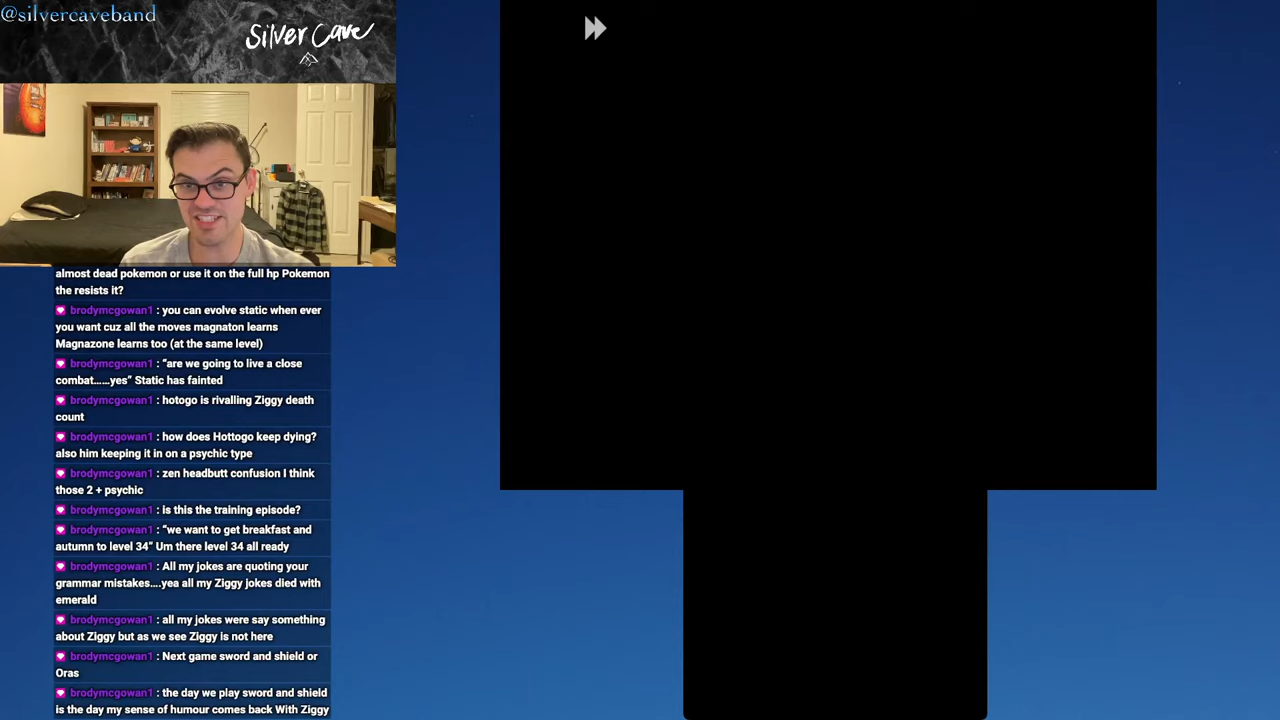 @silvercaveband
Silver Cave
almost dead pokemon or use it on the full hp Pokemon
the resists it?
brodymcgowan1 : you can evolve static when ever
you want cuz all the moves magnaton learns
Magnazone learns too (at the same level)
brodymcgowan1 : “are we going to live a close
combat……yes” Static has fainted
brodymcgowan1 : hotogo is rivalling Ziggy death
count
brodymcgowan1 : how does Hottogo keep dying?
also him keeping it in on a psychic type
brodymcgowan1 : zen headbutt confusion I think
those 2 + psychic
brodymcgowan1 : is this the training episode?
brodymcgowan1 : “we want to get breakfast and
autumn to level 34” Um there level 34 all ready
brodymcgowan1 : All my jokes are quoting your
grammar mistakes….yea all my Ziggy jokes died with
emerald
brodymcgowan1 : all my jokes were say something
about Ziggy but as we see Ziggy is not here
brodymcgowan1 : Next game sword and shield or
Oras
brodymcgowan1 : the day we play sword and shield
is the day my sense of humour comes back With Ziggy